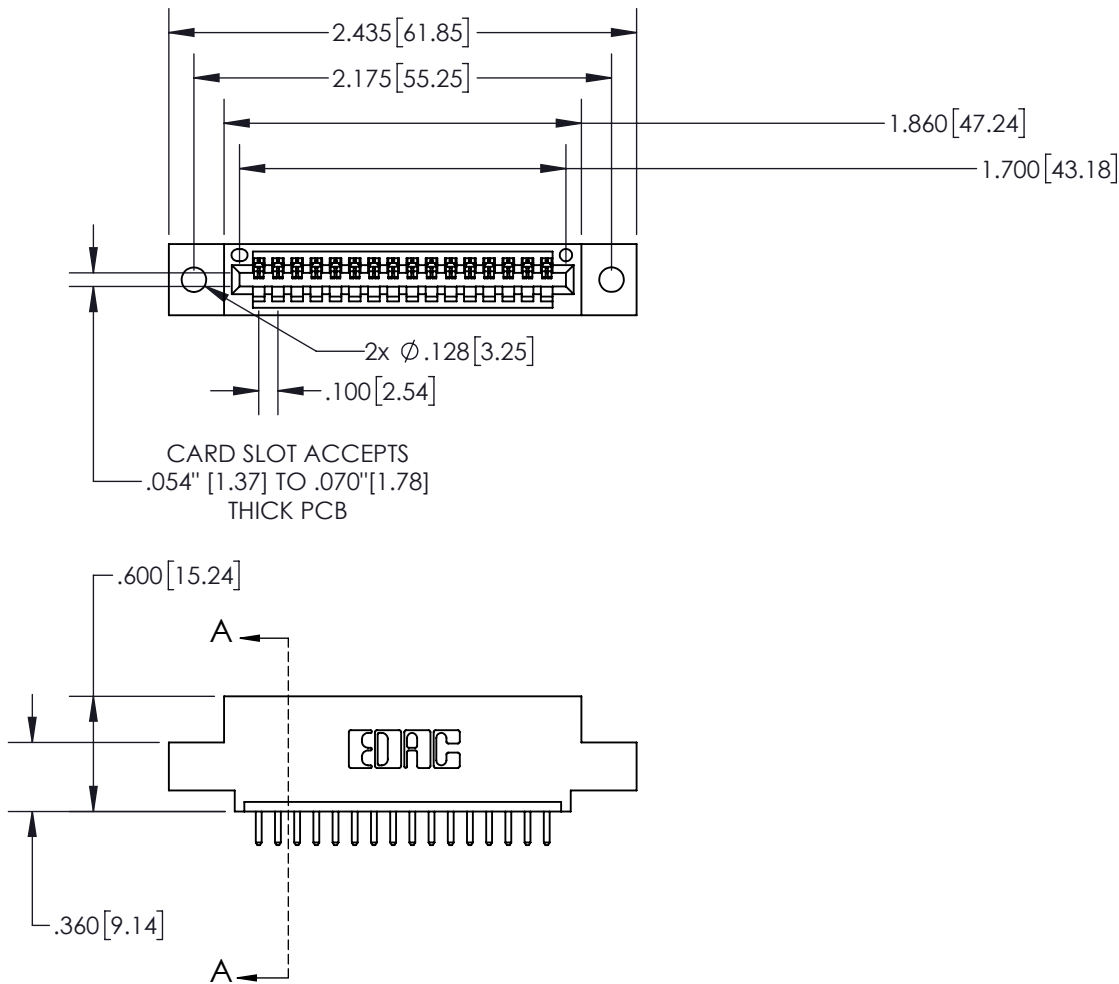 2.435[61.85]
2.175[55.25]
1.860[47.24]
1.700[43.18]
2x Ø.128[3.25]
.100[2.54]
CARD SLOT ACCEPTS
.054" [1.37] TO .070"[1.78]
THICK PCB
.600[15.24]
A
EDAC
.360[9.14]
A